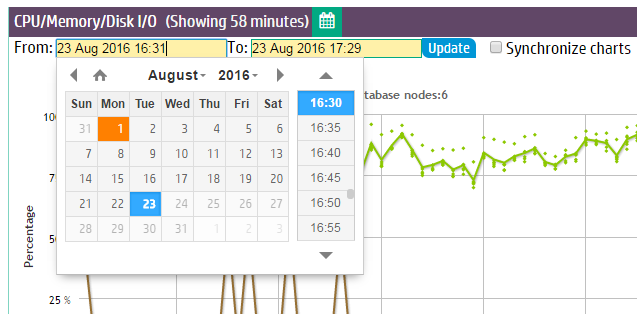 CPU/Memory/Disk I/O (Showing 58 minutes)
From: 23 Aug 2016 16:31 To: 23 Aug 2016 17:29 Update Synchronize charts
August 2016
Sun Mon Tue Wed Thu Fri Sat
31 1 2 3 4 5 6
7 8 9 10 11 12 13
14 15 16 17 18 19 20
21 22 23 24 25 26 27
28 29 30 31 1 2 3
16:30
16:35
16:40
16:45
16:50
16:55
tabase nodes:6
Percentage
25 %